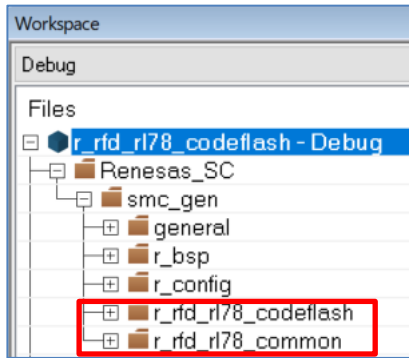 Workspace
Debug
Files
r_rfd_rl78_codeflash - Debug
Renesas_SC
smc_gen
general
r_bsp
r_config
r_rfd_rl78_codeflash
r_rfd_rl78_common